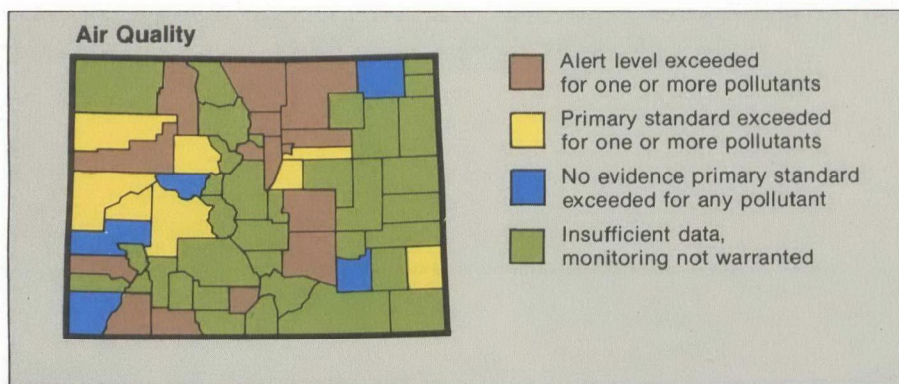 Air Quality
Alert level exceeded
for one or more pollutants
Primary standard exceeded
for one or more pollutants
No evidence primary standard
exceeded for any pollutant
Insufficient data,
monitoring not warranted